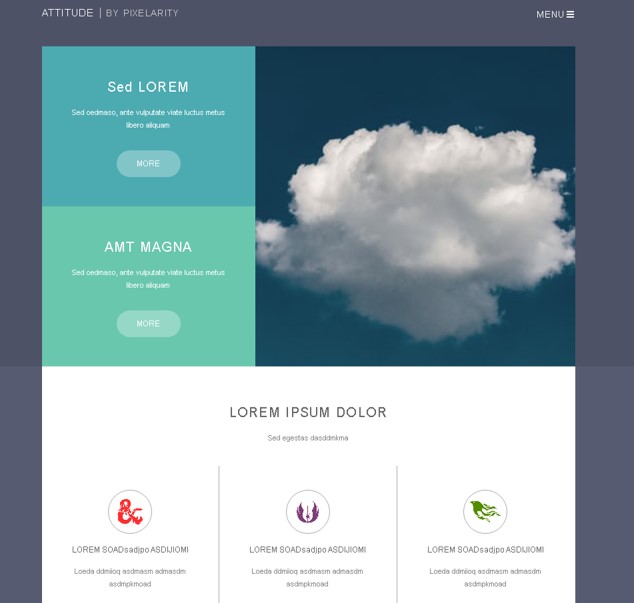 ATTITUDE | BY PIXELARITY
MENU
Sed LOREM
Sed oedmaso, ante vulputate viate luctus metus
libero aliquam
MORE
AMT MAGNA
Sed oedmaso, ante vulputate viate luctus metus
libero aliquam
MORE
LOREM IPSUM DOLOR
Sed egestas dasddmkma
LOREM SOADsadjpo ASDIJIOMI
Loeda ddmiloq asdmasm admasdm
asdmpkmoad
LOREM SOADsadjpo ASDIJIOMI
Loeda ddmiloq asdmasm admasdm
asdmpkmoad
LOREM SOADsadjpo ASDIJIOMI
Loeda ddmiloq asdmasm admasdm
asdmpkmoad